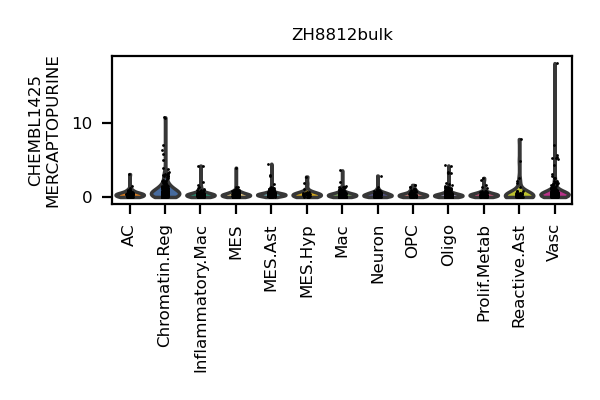 ZH8812bulk
CHEMBL1425
MERCAPTOPURINE
10
0
AC
Chromatin.Reg
Inflammatory.Mac
MES
MES.Ast
MES.Hyp
Mac
Neuron
OPC
Oligo
Prolif.Metab
Reactive.Ast
Vasc